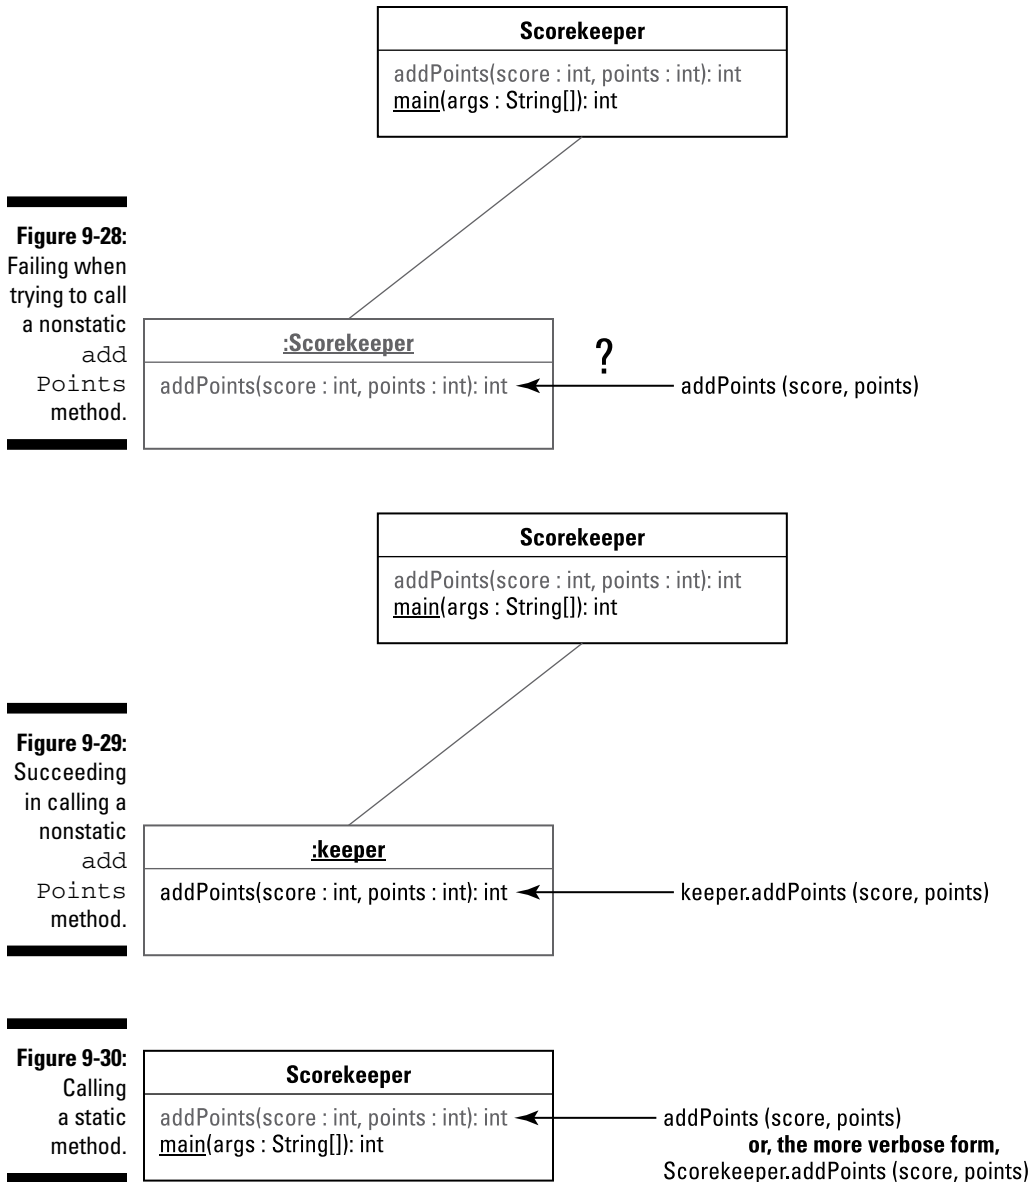 Scorekeeper
addPoints(score : int, points : int): int
main(args : String[]): int
Figure 9-28:
Failing when
trying to call
a nonstatic
add
Points
method.
:Scorekeeper
addPoints(score : int, points : int): int
?
addPoints (score, points)
Scorekeeper
addPoints(score : int, points : int): int
main(args : String[]): int
Figure 9-29:
Succeeding
in calling a
nonstatic
add
Points
method.
:keeper
addPoints(score : int, points : int): int
keeper.addPoints (score, points)
Figure 9-30:
Calling
a static
method.
Scorekeeper
addPoints(score : int, points : int): int
main(args : String[]): int
addPoints (score, points)
or, the more verbose form,
Scorekeeper.addPoints (score, points)